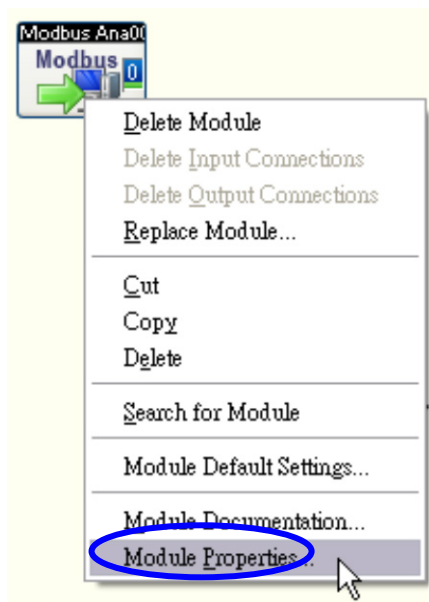 Modbus Ana00
Modbus
0
Delete Module
Delete Input Connections
Delete Output Connections
Replace Module...
Cut
Copy
Delete
Search for Module
Module Default Settings...
Module Documentation...
Module Properties...